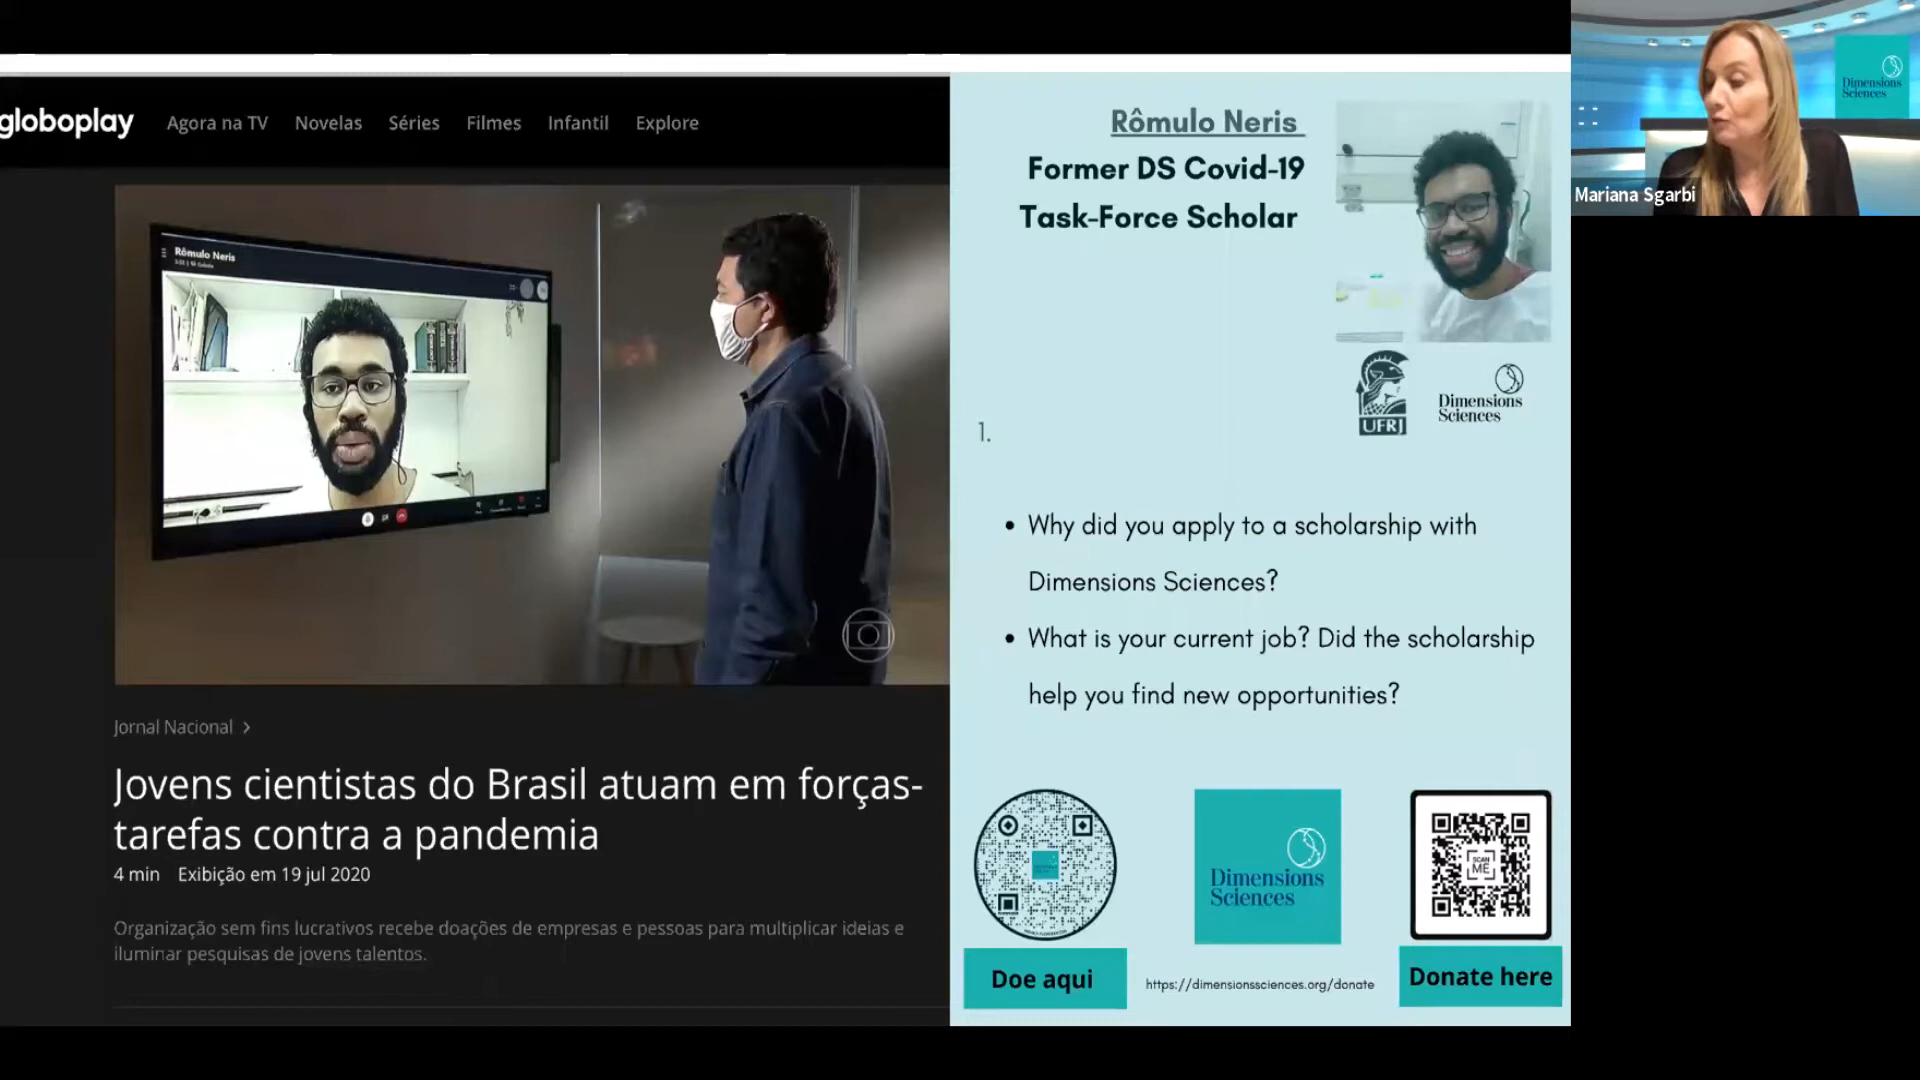 globoplay
Agora na TV
Novelas
Séries
Filmes
Infantil
Explore
Rômulo Neris
Jornal Nacional >
Jovens cientistas do Brasil atuam em forças-
tarefas contra a pandemia
4 min Exibição em 19 jul 2020
Organização sem fins lucrativos recebe doações de empresas e pessoas para multiplicar ideias e
iluminar pesquisas de jovens talentos.
Rômulo Neris
Former DS Covid-19
Task-Force Scholar
UFRJ
Dimensions
Sciences
1.
• Why did you apply to a scholarship with
Dimensions Sciences?
• What is your current job? Did the scholarship
help you find new opportunities?
Dimensions
Sciences
SCAN
ME
Doe aqui
https://dimensionssciences.org/donate
Donate here
Dimensions
Sciences
Mariana Sgarbi